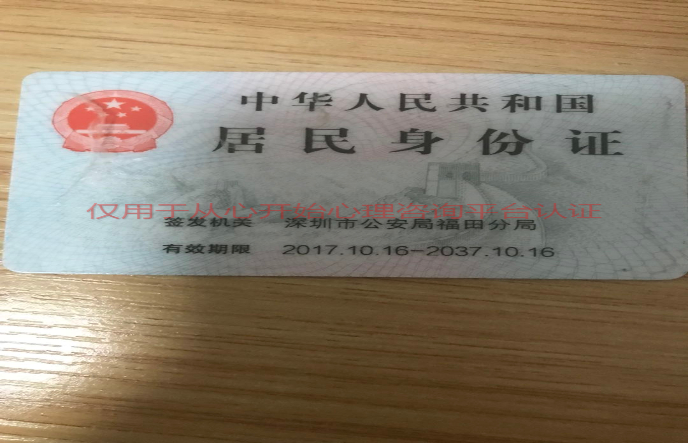 中华人民共和国
居民身份证
仅用于从心开始心理咨询平台认证
签发机关 深圳市公安局福田分局
有效期限 2017.10.16-2037.10.16